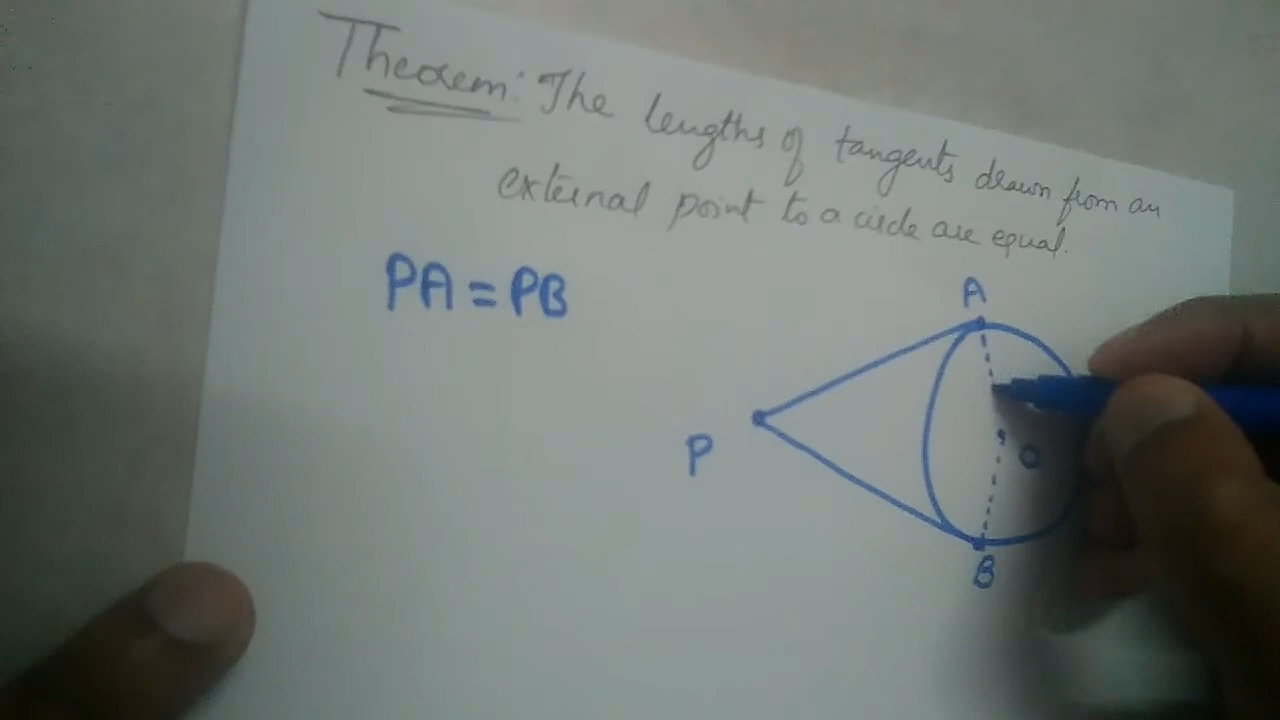 Theorem: The lengths of tangents drawn from an
external point to a circle are equal.
PA = PB
A
P
O
B